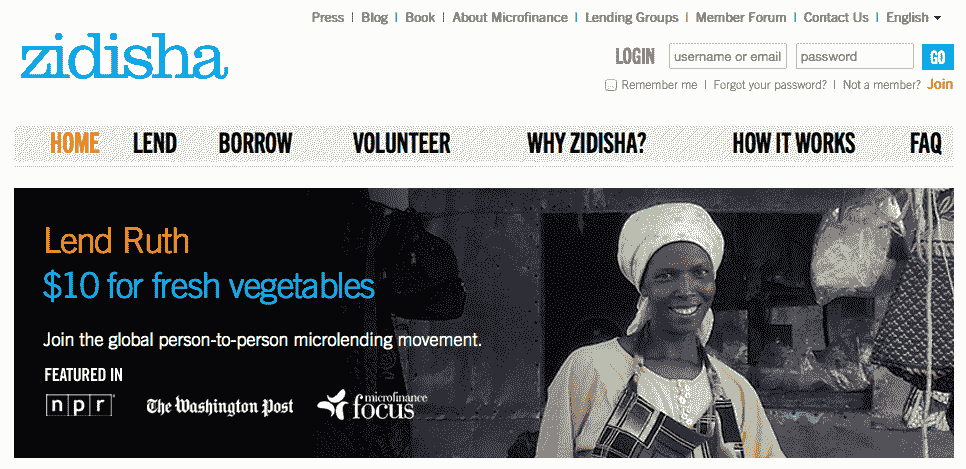 Press | Blog | Book | About Microfinance | Lending Groups | Member Forum | Contact Us | English
zidisha
LOGIN username or email password GO
Remember me | Forgot your password? | Not a member? Join
HOME LEND BORROW VOLUNTEER WHY ZIDISHA? HOW IT WORKS FAQ
Lend Ruth
$10 for fresh vegetables
Join the global person-to-person microlending movement.
FEATURED IN
npr The Washington Post microfinance focus